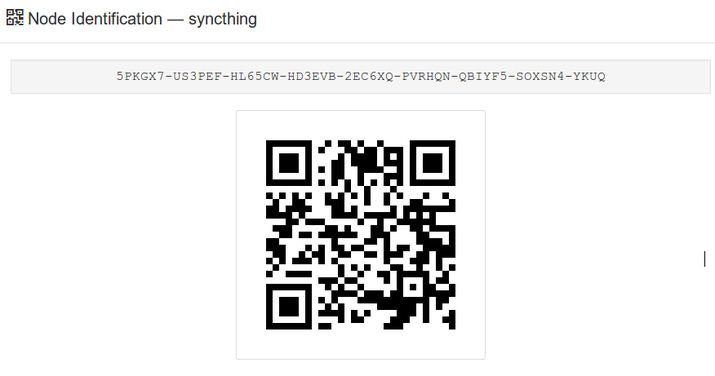 Node Identification — syncthing
5PKGX7-US3PEF-HL65CW-HD3EVB-2EC6XQ-PVRHQN-QBIYF5-SOXSN4-YKUQ